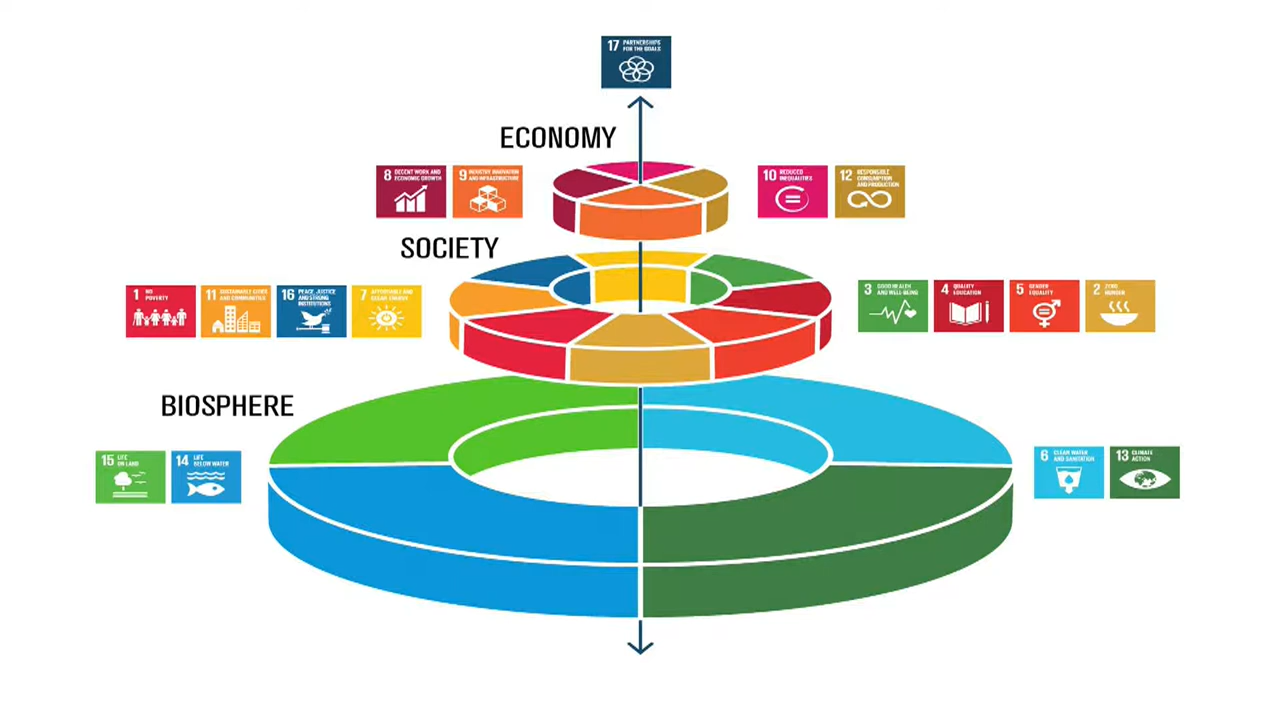 17 PARTNERSHIPS
FOR THE GOALS
ECONOMY
8 DECENT WORK AND
ECONOMIC GROWTH
9 INDUSTRY, INNOVATION
AND INFRASTRUCTURE
10 REDUCED
INEQUALITIES
12 RESPONSIBLE
CONSUMPTION
AND PRODUCTION
SOCIETY
1 NO
POVERTY
11 SUSTAINABLE CITIES
AND COMMUNITIES
16 PEACE, JUSTICE
AND STRONG
INSTITUTIONS
7 AFFORDABLE AND
CLEAN ENERGY
3 GOOD HEALTH
AND WELL-BEING
4 QUALITY
EDUCATION
5 GENDER
EQUALITY
2 ZERO
HUNGER
BIOSPHERE
15 LIFE
ON LAND
14 LIFE
BELOW WATER
6 CLEAN WATER
AND SANITATION
13 CLIMATE
ACTION